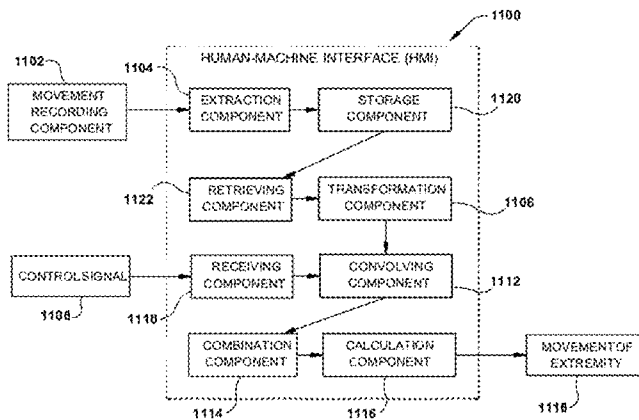 1100
1102
HUMAN-MACHINE INTERFACE (HMI)
1104
MOVEMENT
RECORDING
COMPONENT
EXTRACTION
COMPONENT
STORAGE
COMPONENT
1120
RETRIEVING
COMPONENT
TRANSFORMATION
COMPONENT
1122
1106
CONTROLSIGNAL
RECEIVING
COMPONENT
CONVOLVING
COMPONENT
1108
1110
1112
COMBINATION
COMPONENT
CALCULATION
COMPONENT
MOVEMENT OF
EXTREMITY
1114
1116
1118